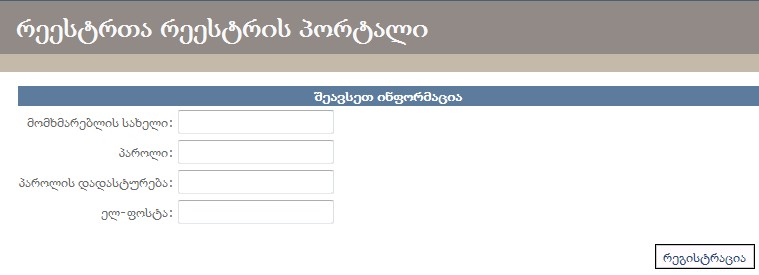 რეესტრთა რეესტრის პორტალი
შეავსეთ ინფორმაცია
მომხმარებლის სახელი:
პაროლი:
პაროლის დადასტურება:
ელ-ფოსტა:
რეგისტრაცია